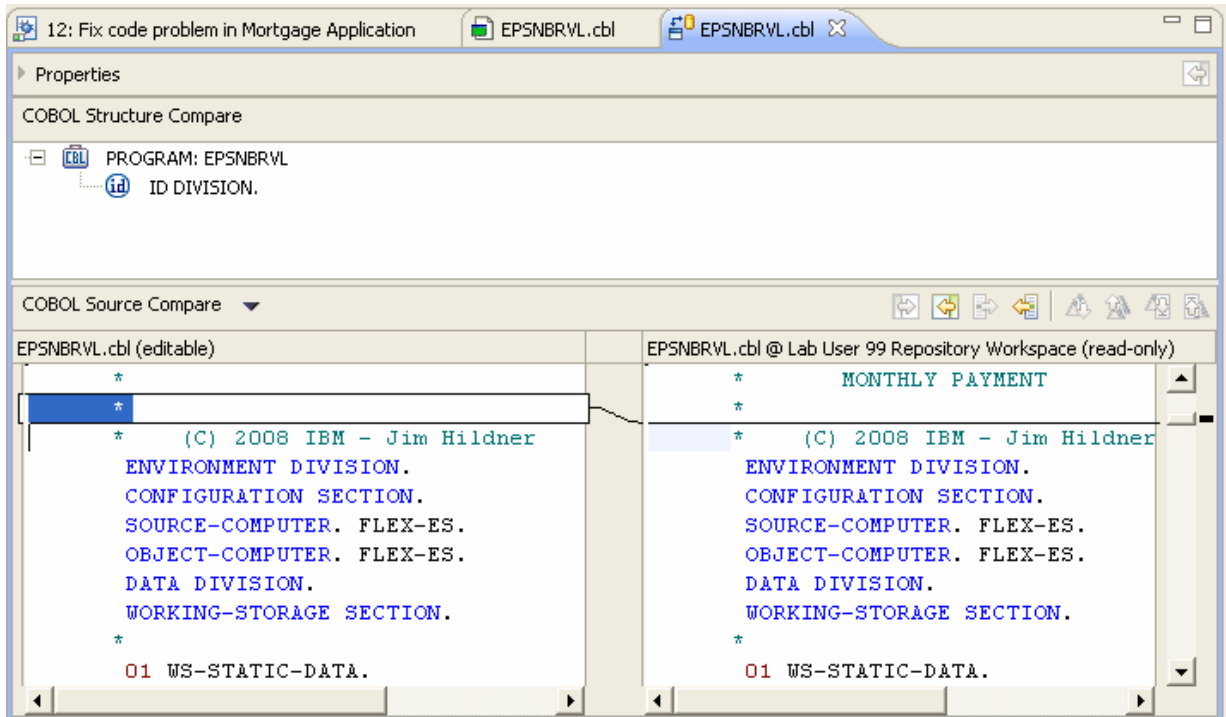 12: Fix code problem in Mortgage Application
EPSNBRVL.cbl
EPSNBRVL.cbl
Properties
COBOL Structure Compare
CBL PROGRAM: EPSNBRVL
id ID DIVISION.
COBOL Source Compare
EPSNBRVL.cbl (editable)
*
*
* (C) 2008 IBM - Jim Hildner
ENVIRONMENT DIVISION.
CONFIGURATION SECTION.
SOURCE-COMPUTER. FLEX-ES.
OBJECT-COMPUTER. FLEX-ES.
DATA DIVISION.
WORKING-STORAGE SECTION.
*
01 WS-STATIC-DATA.
EPSNBRVL.cbl @ Lab User 99 Repository Workspace (read-only)
* MONTHLY PAYMENT
*
* (C) 2008 IBM - Jim Hildner
ENVIRONMENT DIVISION.
CONFIGURATION SECTION.
SOURCE-COMPUTER. FLEX-ES.
OBJECT-COMPUTER. FLEX-ES.
DATA DIVISION.
WORKING-STORAGE SECTION.
*
01 WS-STATIC-DATA.